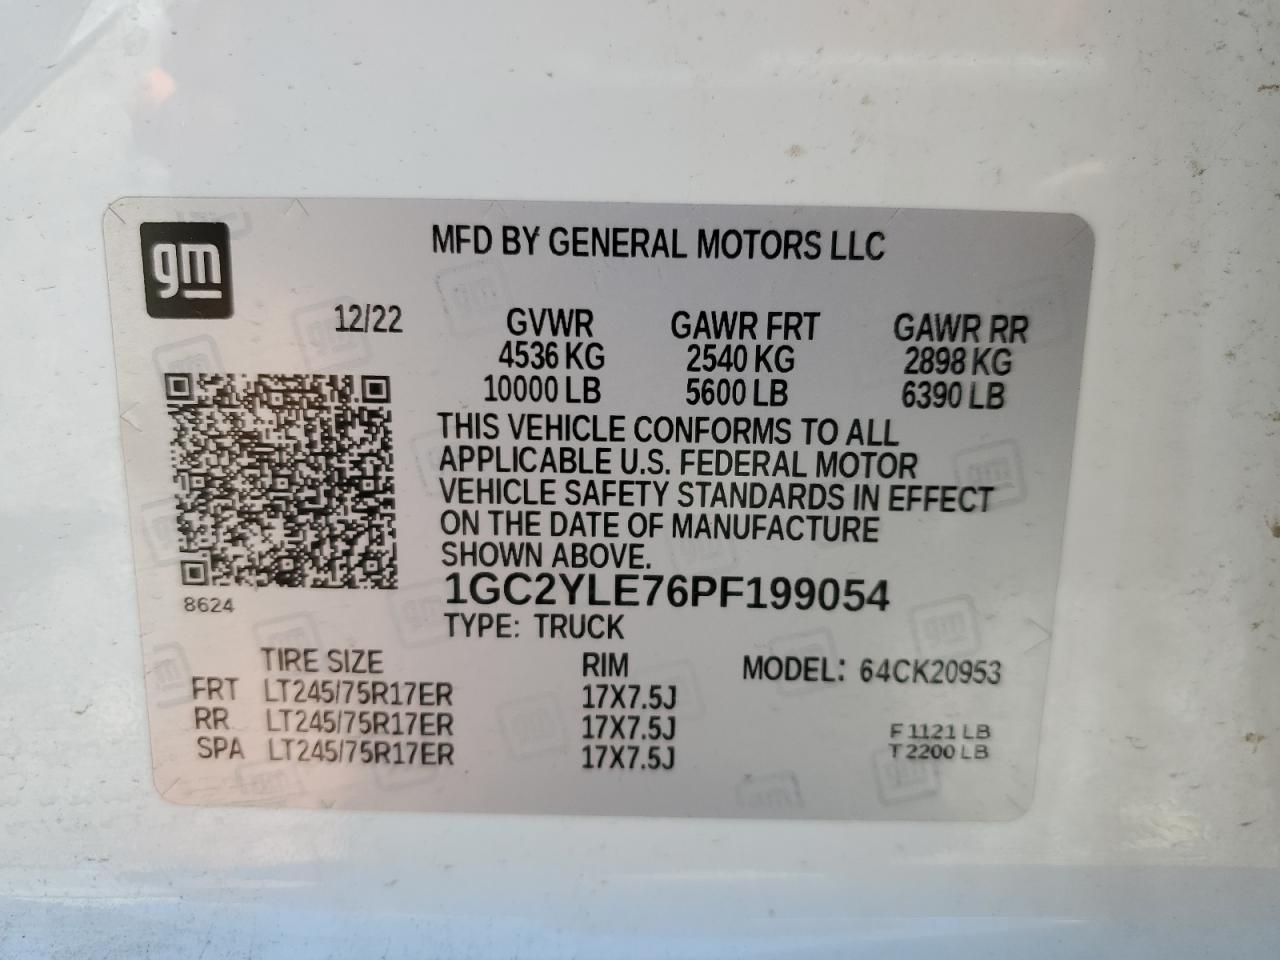 gm
MFD BY GENERAL MOTORS LLC
12/22 GVWR GAWR FRT GAWR RR
4536 KG 2540 KG 2898 KG
10000 LB 5600 LB 6390 LB
THIS VEHICLE CONFORMS TO ALL
APPLICABLE U.S. FEDERAL MOTOR
VEHICLE SAFETY STANDARDS IN EFFECT
ON THE DATE OF MANUFACTURE
SHOWN ABOVE.
1GC2YLE76PF199054
8624
TYPE: TRUCK
TIRE SIZE RIM MODEL: 64CK20953
FRT LT245/75R17ER 17X7.5J
RR LT245/75R17ER 17X7.5J F1121 LB
SPA LT245/75R17ER 17X7.5J T2200 LB